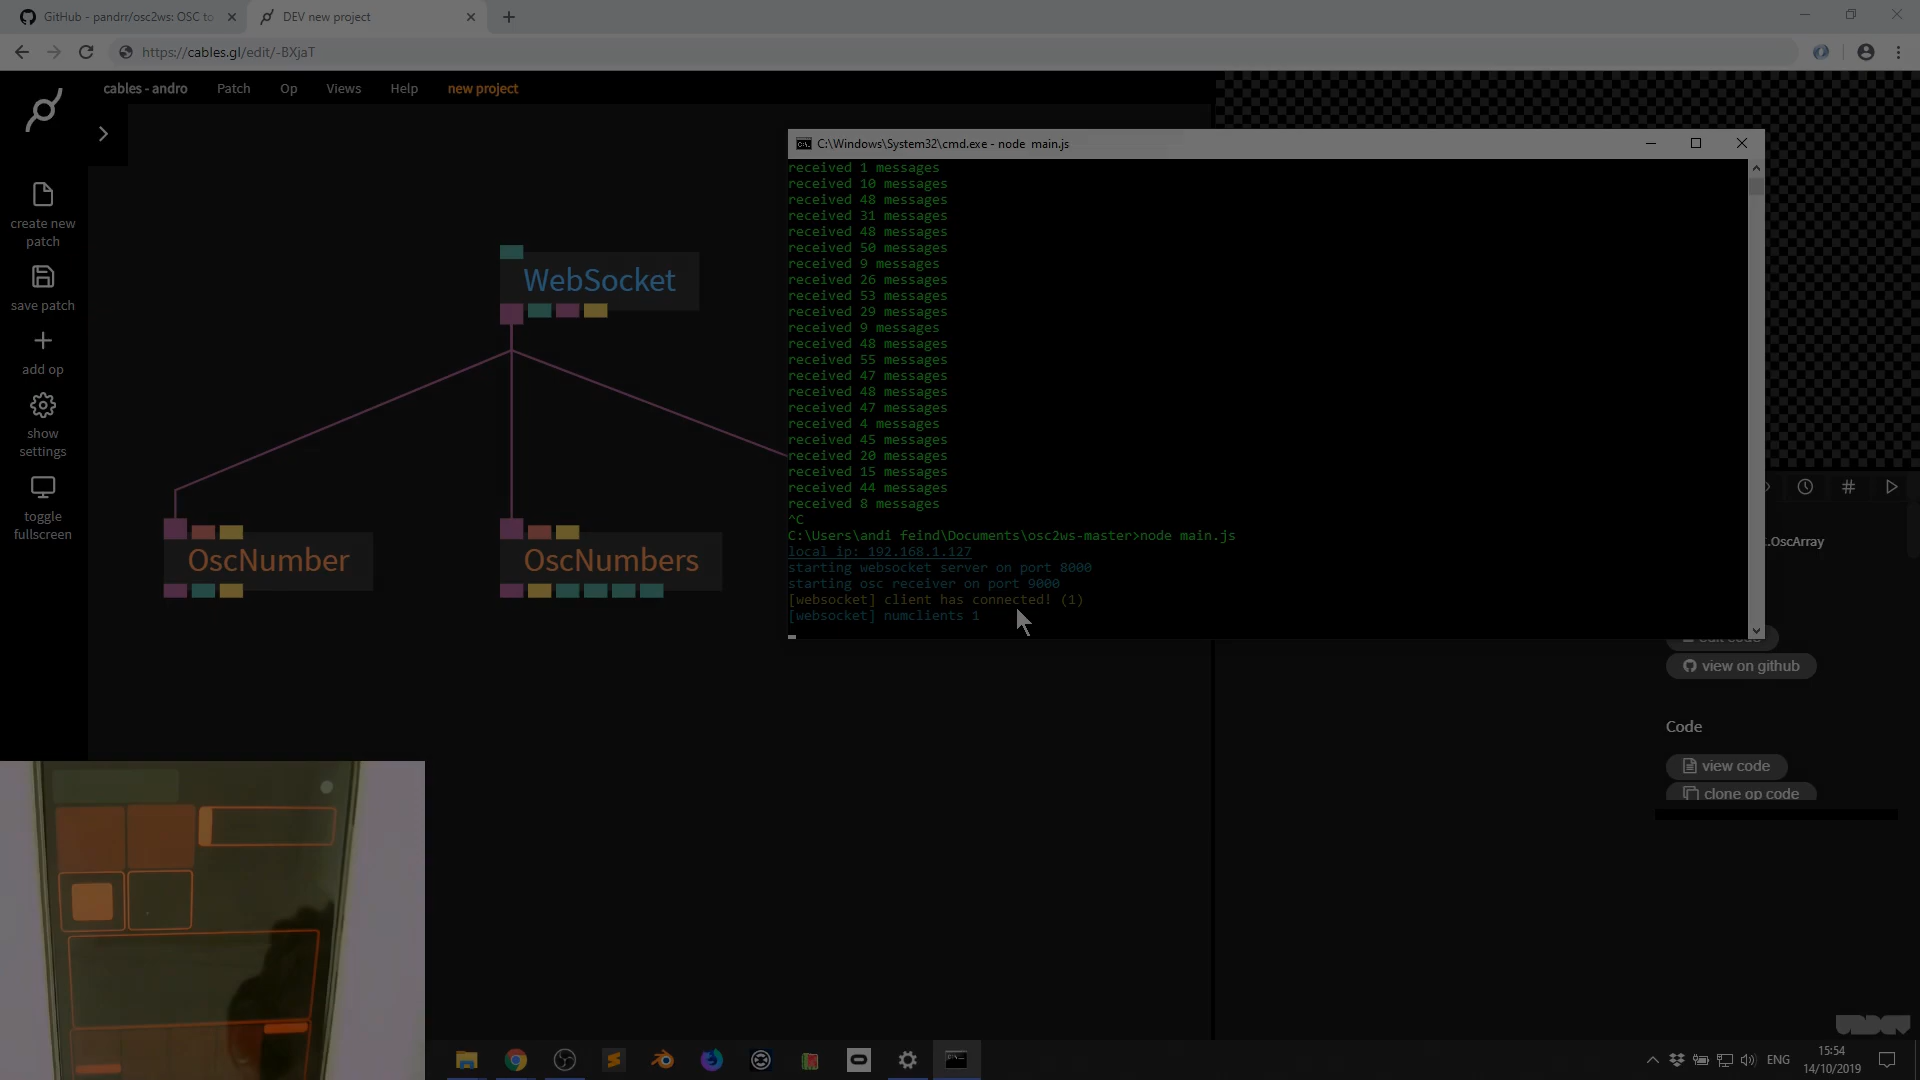 GitHub - pandrr/osc2ws: OSC to
DEV new project
https://cables.gl/edit/-BXjaT
cables - andro
Patch
Op
Views
Help
new project
create new
patch
save patch
add op
show
settings
toggle
fullscreen
WebSocket
OscNumber
OscNumbers
C:\Windows\System32\cmd.exe - node main.js
received 1 messages
received 10 messages
received 48 messages
received 31 messages
received 48 messages
received 50 messages
received 9 messages
received 26 messages
received 53 messages
received 29 messages
received 9 messages
received 48 messages
received 55 messages
received 47 messages
received 48 messages
received 47 messages
received 4 messages
received 45 messages
received 20 messages
received 15 messages
received 44 messages
received 8 messages
^C
C:\Users\andi feind\Documents\osc2ws-master>node main.js
local ip: 192.168.1.127
starting websocket server on port 8000
starting osc receiver on port 9000
[websocket] client has connected! (1)
[websocket] numclients 1
.OscArray
view on github
Code
view code
clone op code
ENG
15:54
14/10/2019